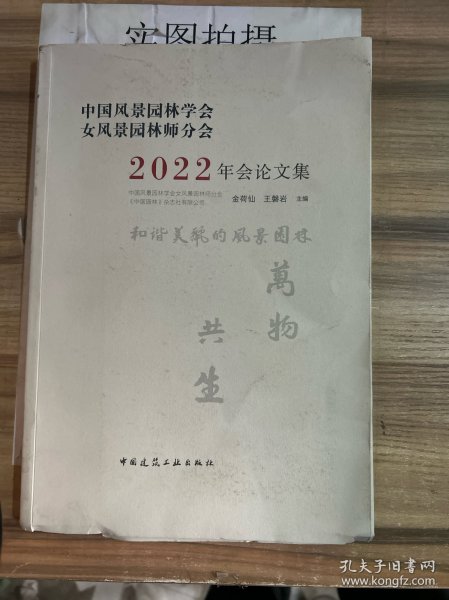 实图拍摄
中国风景园林学会
女风景园林师分会
2022年会论文集
中国风景园林学会女风景园林师分会
《中国园林》杂志社有限公司
金荷仙 王磐岩 主编
和谐美丽的風景園林
萬物
共生
中国建筑工业出版社
孔夫子旧书网
www.kongfz.com